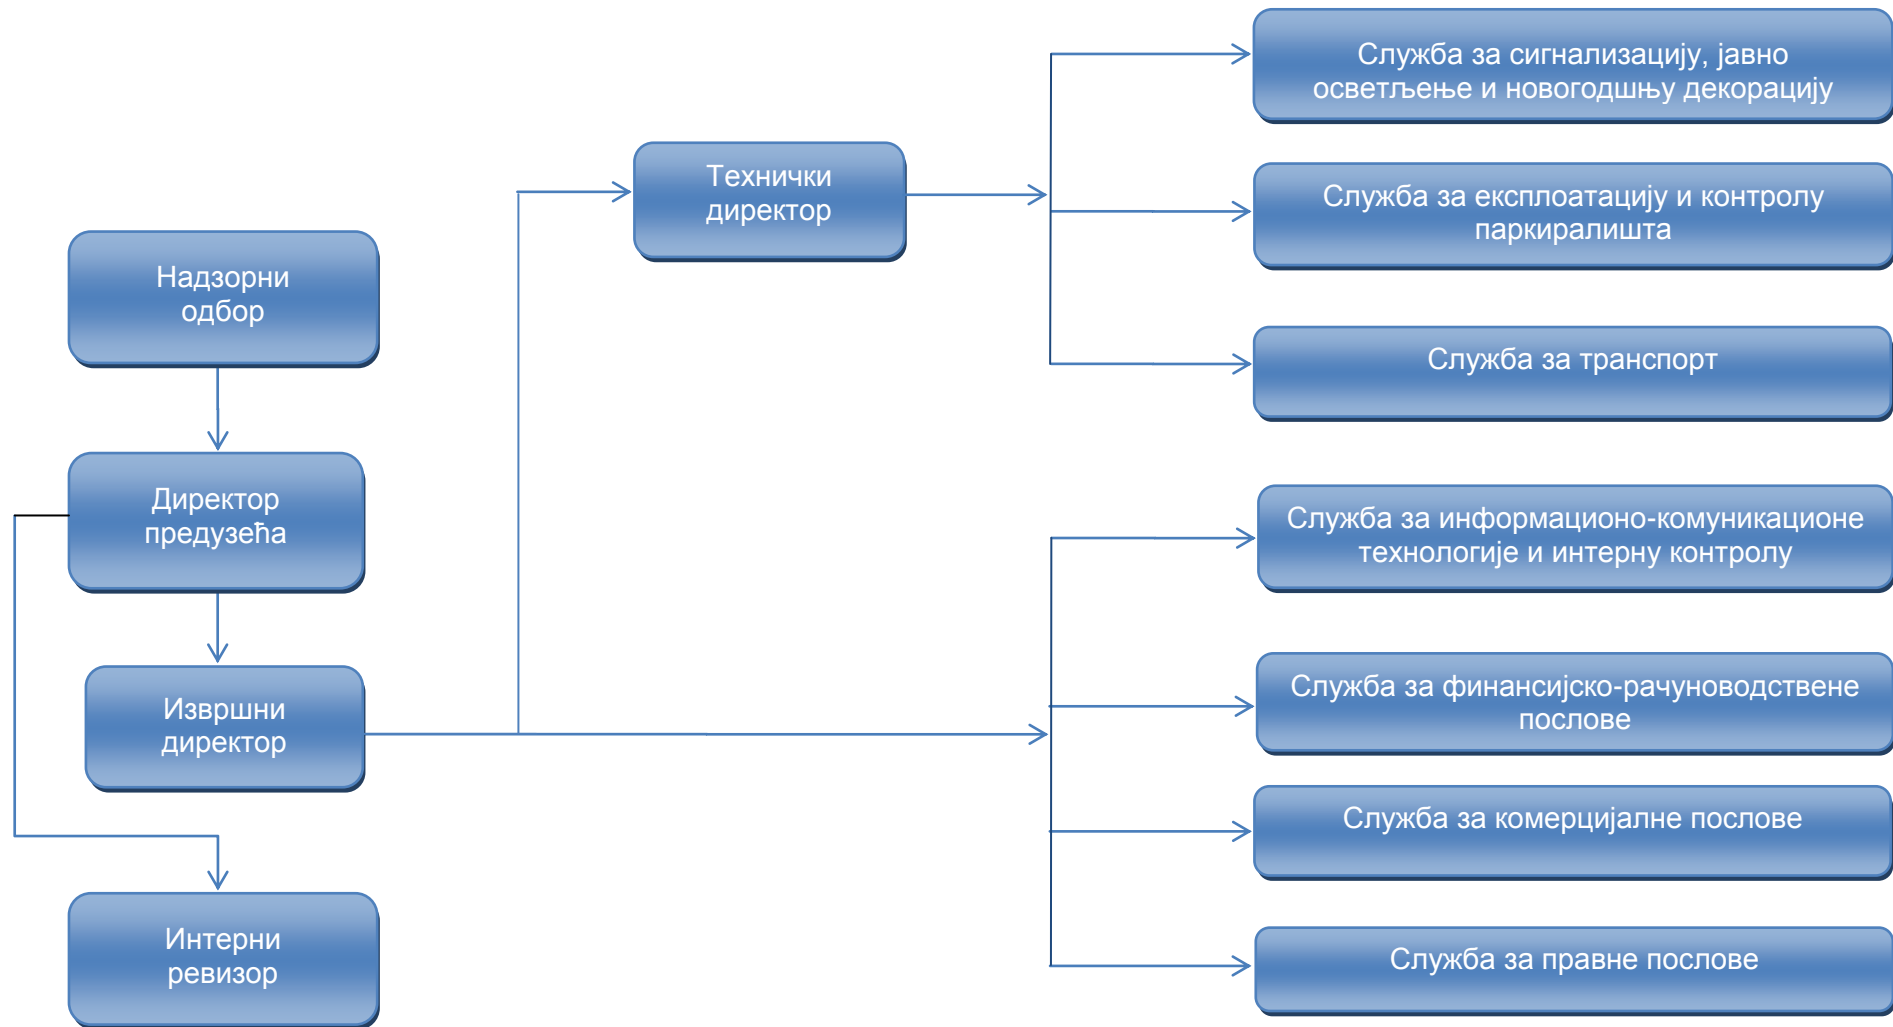 Служба за сигнализацију, јавно
осветљење и новогодшњу декорацију
Технички
директор
Служба за експлоатацију и контролу
паркиралишта
Надзорни
одбор
Служба за транспорт
Директор
предузећа
Служба за информационо-комуникационе
технологије и интерну контролу
Извршни
директор
Служба за финансијско-рачуноводствене
послове
Служба за комерцијалне послове
Интерни
ревизор
Служба за правне послове